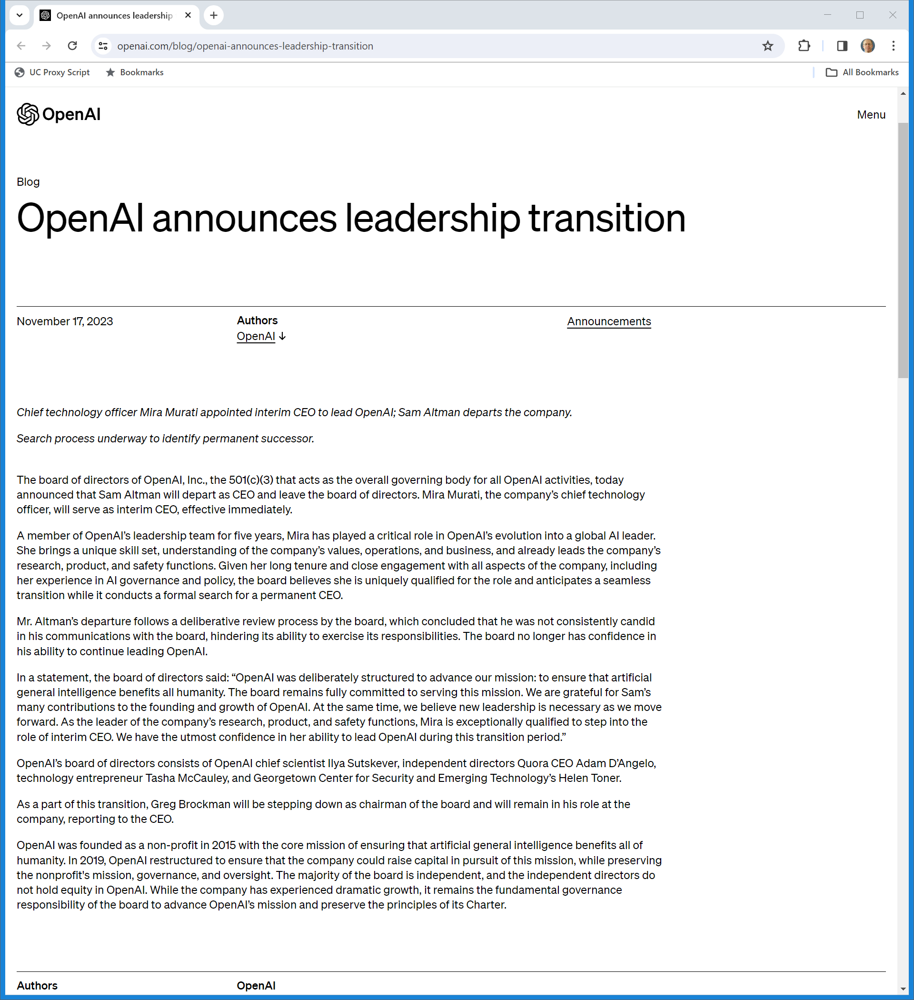 OpenAI announces leadership
openai.com/blog/openai-announces-leadership-transition
UC Proxy Script
Bookmarks
All Bookmarks
OpenAI
Menu
Blog
OpenAI announces leadership transition
November 17, 2023
Authors
OpenAI ↓
Announcements
Chief technology officer Mira Murati appointed interim CEO to lead OpenAI; Sam Altman departs the company.
Search process underway to identify permanent successor.
The board of directors of OpenAI, Inc., the 501(c)(3) that acts as the overall governing body for all OpenAI activities, today
announced that Sam Altman will depart as CEO and leave the board of directors. Mira Murati, the company’s chief technology
officer, will serve as interim CEO, effective immediately.
A member of OpenAI’s leadership team for five years, Mira has played a critical role in OpenAI’s evolution into a global AI leader.
She brings a unique skill set, understanding of the company’s values, operations, and business, and already leads the company’s
research, product, and safety functions. Given her long tenure and close engagement with all aspects of the company, including
her experience in AI governance and policy, the board believes she is uniquely qualified for the role and anticipates a seamless
transition while it conducts a formal search for a permanent CEO.
Mr. Altman’s departure follows a deliberative review process by the board, which concluded that he was not consistently candid
in his communications with the board, hindering its ability to exercise its responsibilities. The board no longer has confidence in
his ability to continue leading OpenAI.
In a statement, the board of directors said: “OpenAI was deliberately structured to advance our mission: to ensure that artificial
general intelligence benefits all humanity. The board remains fully committed to serving this mission. We are grateful for Sam’s
many contributions to the founding and growth of OpenAI. At the same time, we believe new leadership is necessary as we move
forward. As the leader of the company’s research, product, and safety functions, Mira is exceptionally qualified to step into the
role of interim CEO. We have the utmost confidence in her ability to lead OpenAI during this transition period.”
OpenAI’s board of directors consists of OpenAI chief scientist Ilya Sutskever, independent directors Quora CEO Adam D’Angelo,
technology entrepreneur Tasha McCauley, and Georgetown Center for Security and Emerging Technology’s Helen Toner.
As a part of this transition, Greg Brockman will be stepping down as chairman of the board and will remain in his role at the
company, reporting to the CEO.
OpenAI was founded as a non-profit in 2015 with the core mission of ensuring that artificial general intelligence benefits all of
humanity. In 2019, OpenAI restructured to ensure that the company could raise capital in pursuit of this mission, while preserving
the nonprofit's mission, governance, and oversight. The majority of the board is independent, and the independent directors do
not hold equity in OpenAI. While the company has experienced dramatic growth, it remains the fundamental governance
responsibility of the board to advance OpenAI’s mission and preserve the principles of its Charter.
Authors
OpenAI